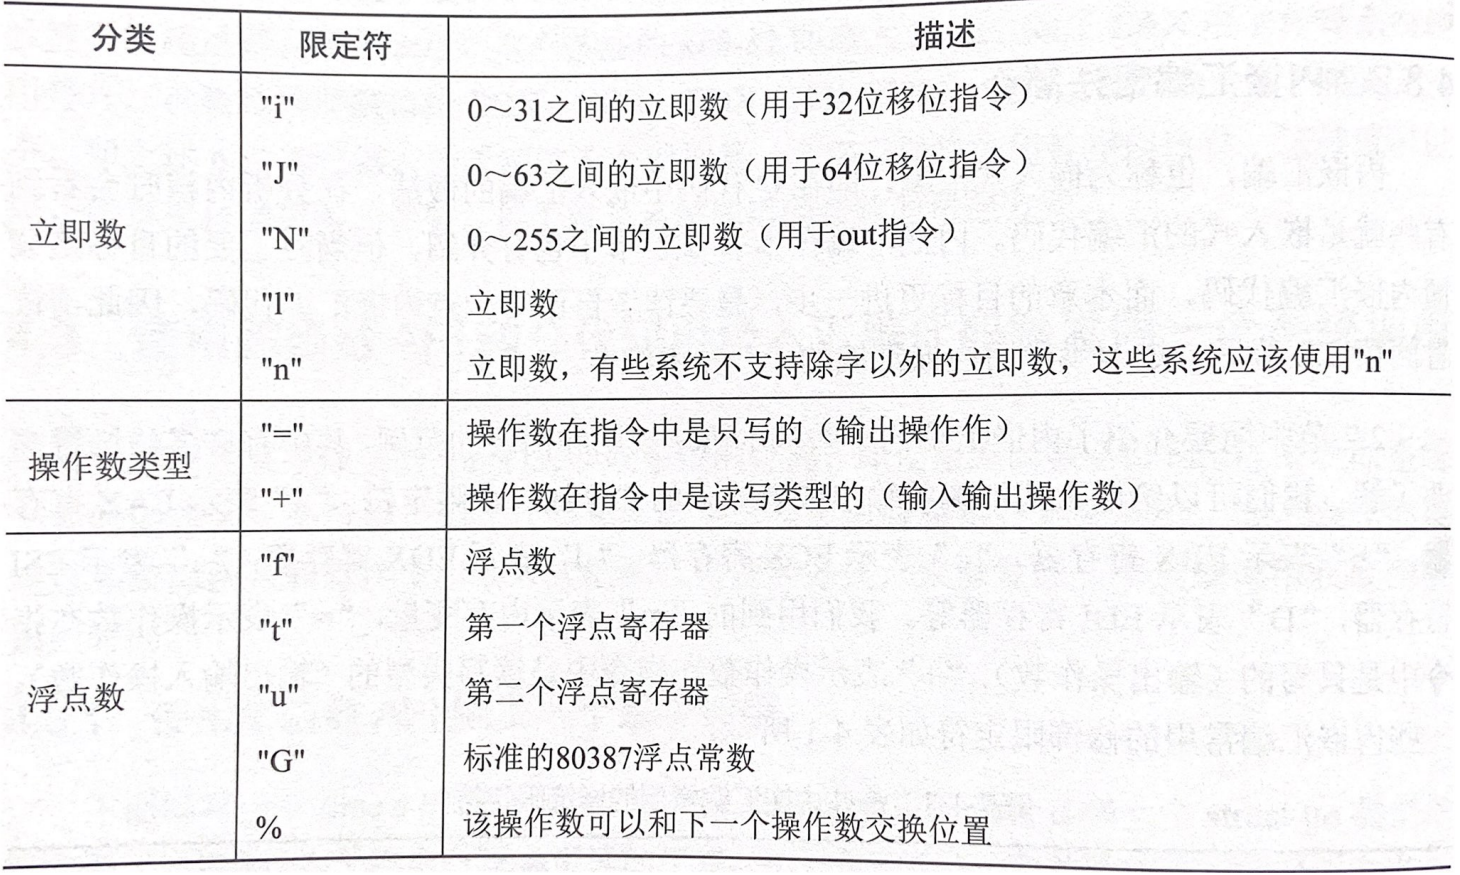 分类 限定符 描述
"i" 0～31之间的立即数（用于32位移位指令）
"J" 0～63之间的立即数（用于64位移位指令）
立即数 "N" 0～255之间的立即数（用于out指令）
"l" 立即数
"n" 立即数，有些系统不支持除字以外的立即数，这些系统应该使用"n"
"=" 操作数在指令中是只写的（输出操作作）
操作数类型
"+" 操作数在指令中是读写类型的（输入输出操作数）
"f" 浮点数
"t" 第一个浮点寄存器
浮点数 "u" 第二个浮点寄存器
"G" 标准的80387浮点常数
% 该操作数可以和下一个操作数交换位置